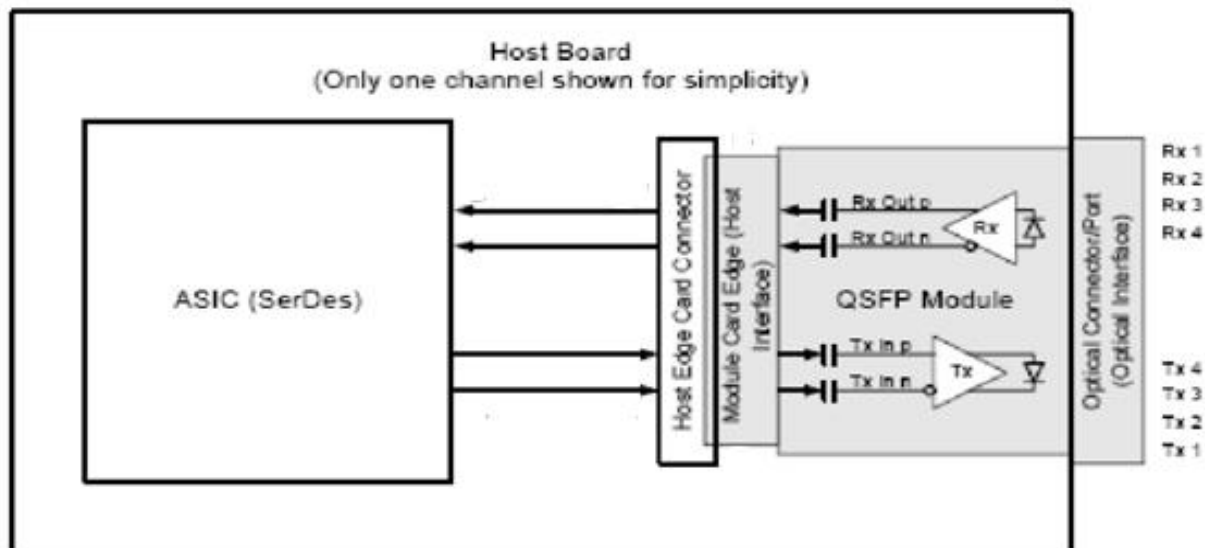 Host Board
(Only one channel shown for simplicity)
ASIC (SerDes)
Host Edge Card Connector
Module Card Edge (Host
Interface)
Rx Out p
Rx Out n
Rx
QSFP Module
Tx In p
Tx In n
Tx
Optical Connector/Port
(Optical Interface)
Rx 1
Rx 2
Rx 3
Rx 4
Tx 4
Tx 3
Tx 2
Tx 1